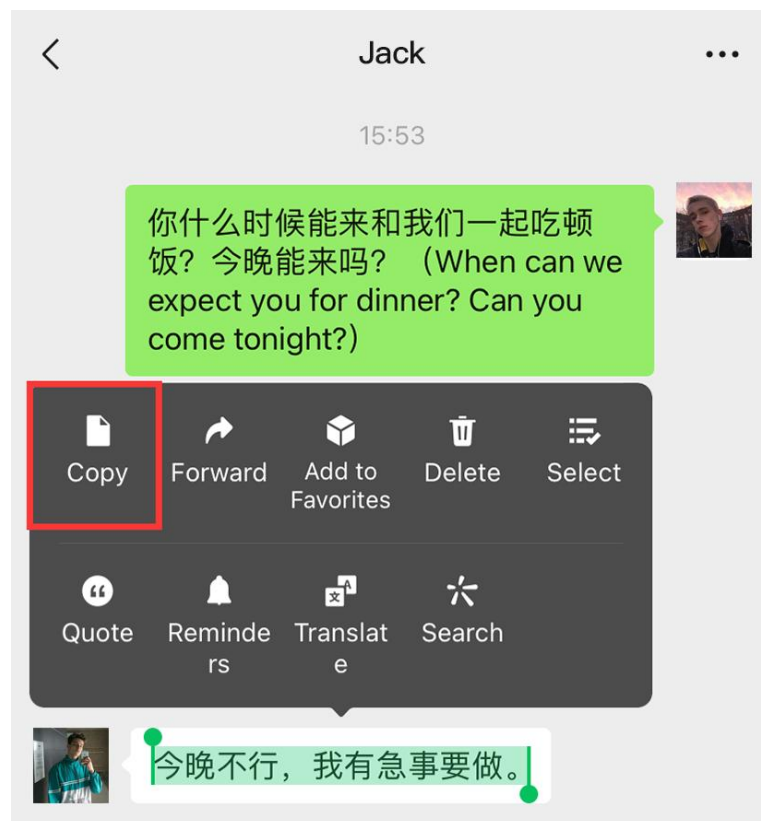 Jack
15:53
你什么时候能来和我们一起吃顿
饭？今晚能来吗？（When can we
expect you for dinner? Can you
come tonight?)
Copy
Forward
Add to
Favorites
Delete
Select
Quote
Reminde
rs
Translat
e
Search
今晚不行，我有急事要做。